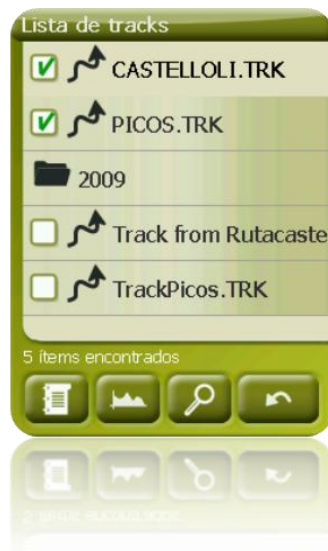 Lista de tracks
CASTELLOLI.TRK
PICOS.TRK
2009
Track from Rutacaste
TrackPicos.TRK
5 ítems encontrados